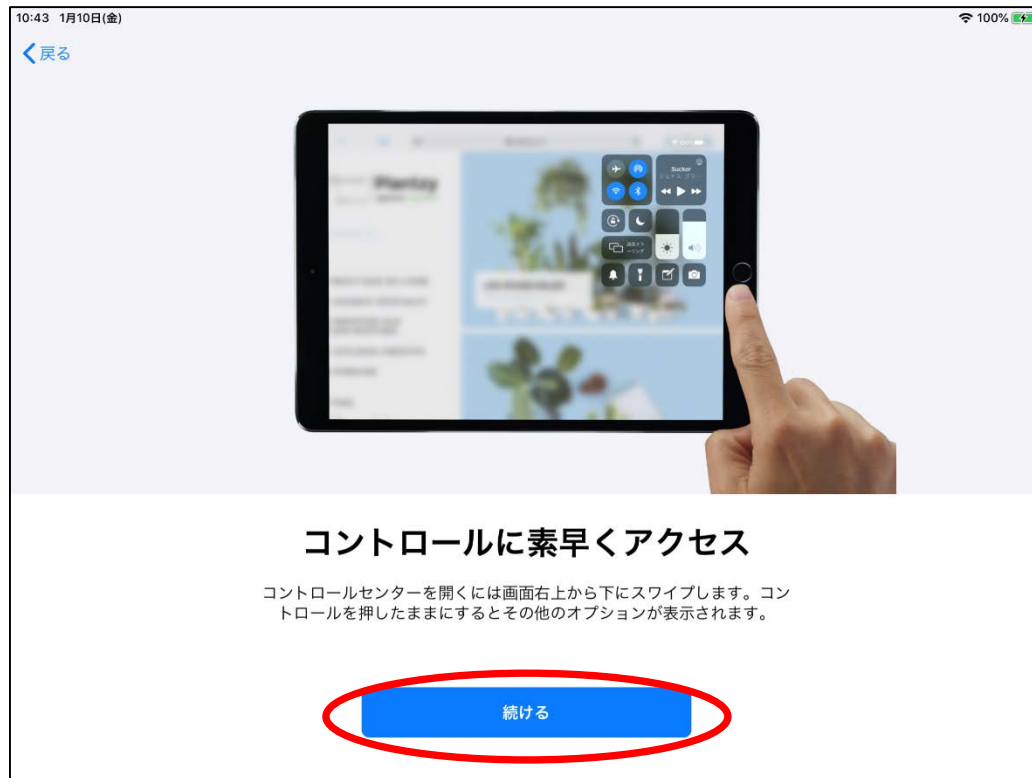 10:43 1月10日(金)
100%
戻る
Plantzy
Sucker
コントロールに素早くアクセス
コントロールセンターを開くには画面右上から下にスワイプします。コン
トロールを押したままにするとその他のオプションが表示されます。
続ける